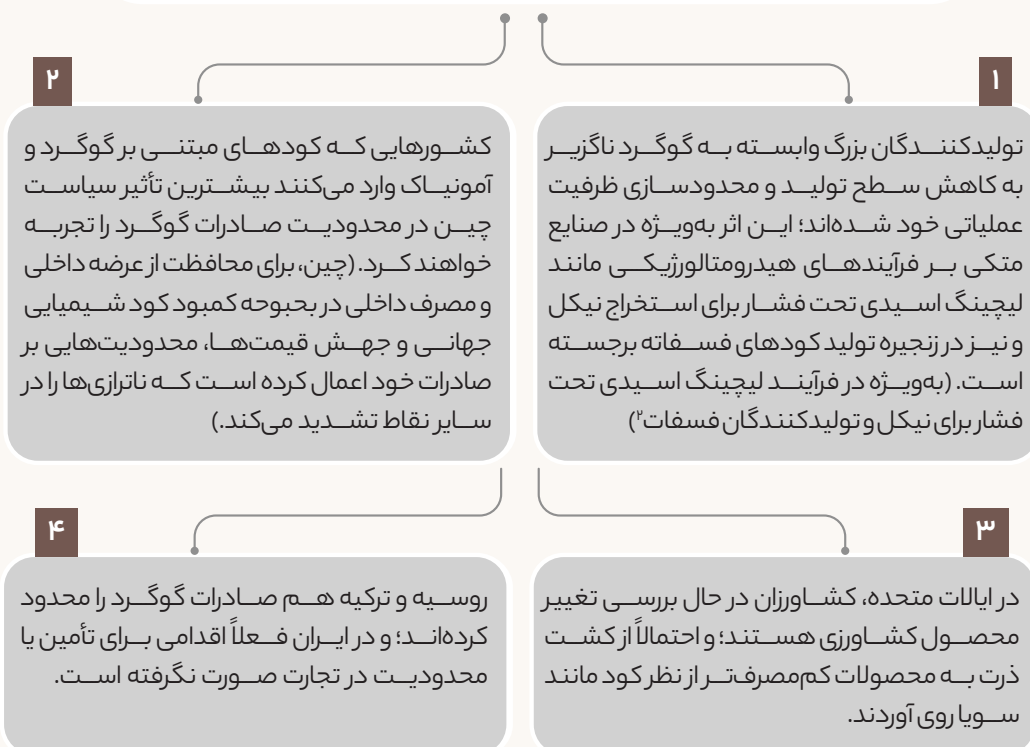 ۱
تولیدکنندگان بزرگ وابسته به گوگرد ناگزیر
به کاهش سطح تولید و محدودسازی ظرفیت
عملیاتی خود شده‌اند؛ این اثر به‌ویژه در صنایع
متکی بر فرآیندهای هیدرومتالورژیکی مانند
لیچینگ اسیدی تحت فشار برای استخراج نیکل
و نیز در زنجیره تولید کودهای فسفاته برجسته
است. (به‌ویژه در فرآیند لیچینگ اسیدی تحت
فشار برای نیکل و تولیدکنندگان فسفات۲)
۲
کشورهایی که کودهای مبتنی بر گوگرد و
آمونیاک وارد می‌کنند بیشترین تأثیر سیاست
چین در محدودیت صادرات گوگرد را تجربه
خواهند کرد. (چین، برای محافظت از عرضه داخلی
و مصرف داخلی در بحبوحه کمبود کود شیمیایی
جهانی و جهش قیمت‌ها، محدودیت‌هایی بر
صادرات خود اعمال کرده است که ناترازی‌ها را در
سایر نقاط تشدید می‌کند.)
۳
در ایالات متحده، کشاورزان در حال بررسی تغییر
محصول کشاورزی هستند؛ و احتمالاً از کشت
ذرت به محصولات کم‌مصرف‌تر از نظر کود مانند
سویا روی آوردند.
۴
روسیه و ترکیه هم صادرات گوگرد را محدود
کرده‌اند؛ و در ایران فعلاً اقدامی برای تأمین یا
محدودیت در تجارت صورت نگرفته است.